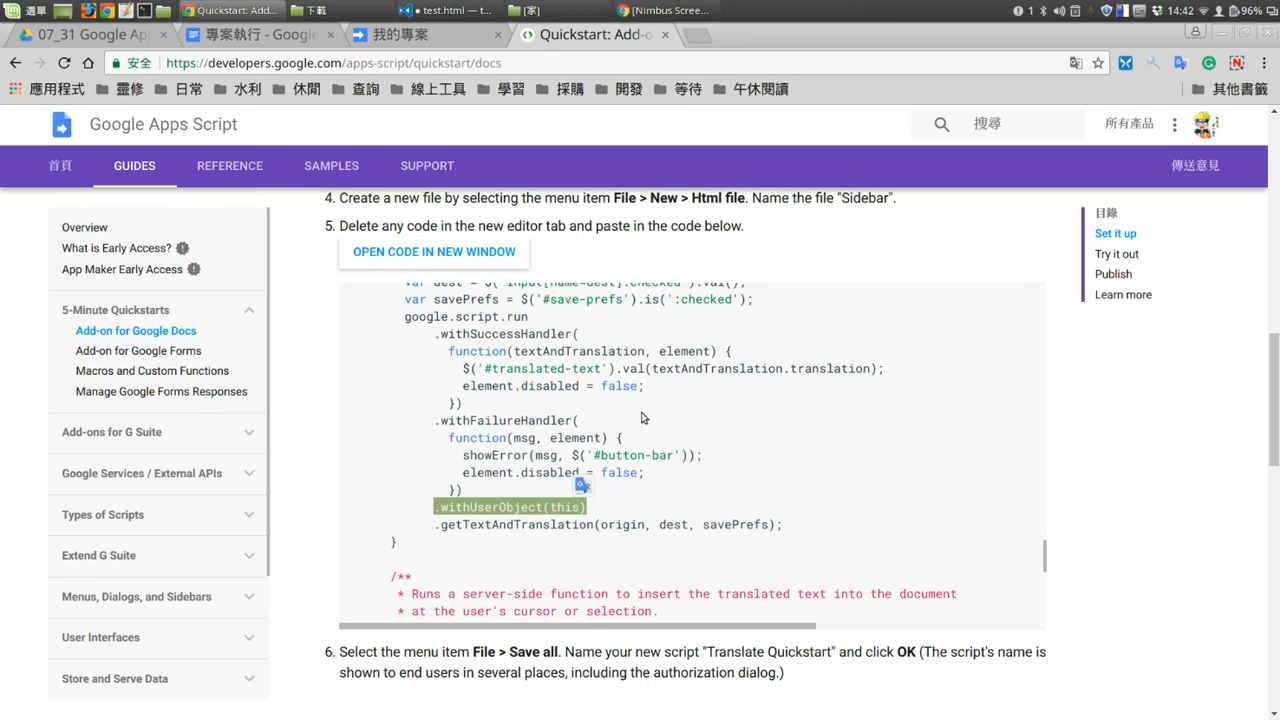 選單
Quickstart: Add...
下載
• test.html — t...
[家]
[Nimbus Scree...
1
En
14:42
96%
07_31 Google Ap
專案執行 - Google
我的專案
Quickstart: Add-o
安全
https://developers.google.com/apps-script/quickstart/docs
應用程式
靈修
日常
水利
休閒
查詢
線上工具
學習
採購
開發
等待
午休閱讀
其他書籤
Google Apps Script
搜尋
所有產品
首頁
GUIDES
REFERENCE
SAMPLES
SUPPORT
傳送意見
Overview
What is Early Access?
App Maker Early Access
5-Minute Quickstarts
Add-on for Google Docs
Add-on for Google Forms
Macros and Custom Functions
Manage Google Forms Responses
Add-ons for G Suite
Google Services / External APIs
Types of Scripts
Extend G Suite
Menus, Dialogs, and Sidebars
User Interfaces
Store and Serve Data
4. Create a new file by selecting the menu item File > New > Html file. Name the file "Sidebar".
5. Delete any code in the new editor tab and paste in the code below.
OPEN CODE IN NEW WINDOW
var dest = $('input[name=dest]:checked').val();
var savePrefs = $('#save-prefs').is(':checked');
google.script.run
.withSuccessHandler(
function(textAndTranslation, element) {
$('#translated-text').val(textAndTranslation.translation);
element.disabled = false;
})
.withFailureHandler(
function(msg, element) {
showError(msg, $('#button-bar'));
element.disabled = false;
})
.withUserObject(this)
.getTextAndTranslation(origin, dest, savePrefs);
}
/**
* Runs a server-side function to insert the translated text into the document
* at the user's cursor or selection.
6. Select the menu item File > Save all. Name your new script "Translate Quickstart" and click OK (The script's name is
shown to end users in several places, including the authorization dialog.)
目錄
Set it up
Try it out
Publish
Learn more